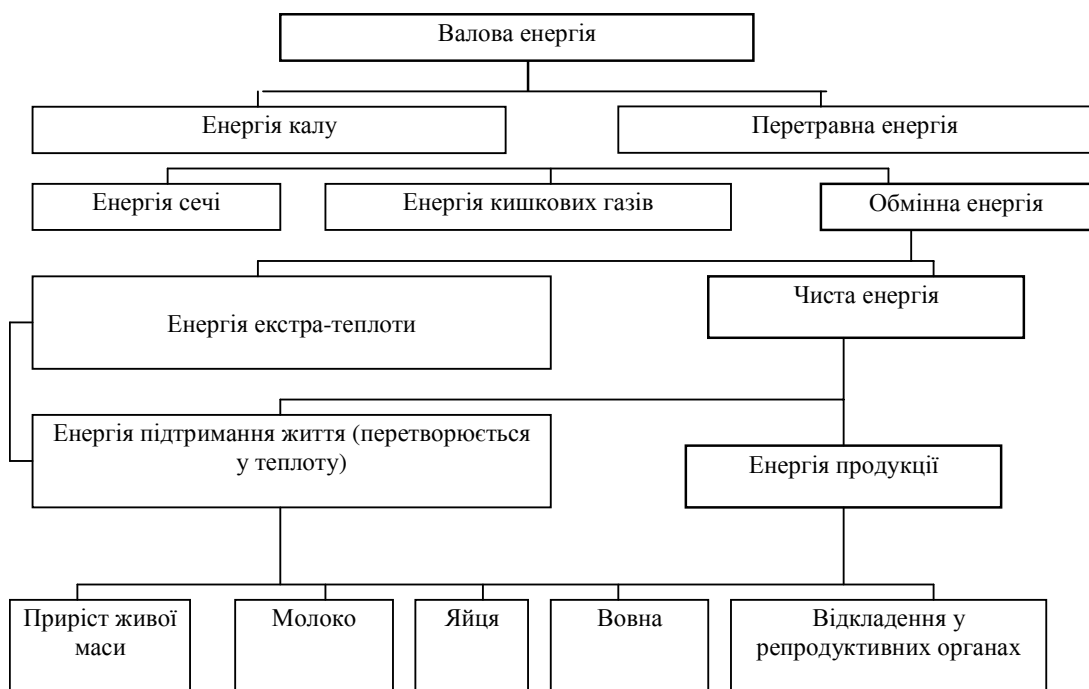 Валова енергія
Енергія калу
Перетравна енергія
Енергія сечі
Енергія кишкових газів
Обмінна енергія
Енергія екстра-теплоти
Чиста енергія
Енергія підтримання життя (перетворюється
у теплоту)
Енергія продукції
Приріст живої
маси
Молоко
Яйця
Вовна
Відкладення у
репродуктивних органах